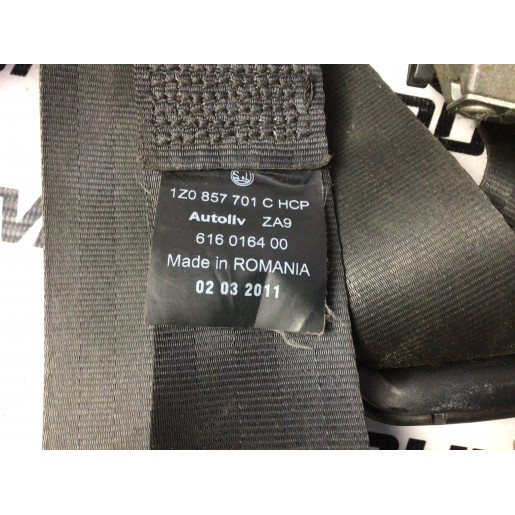 S.J
1Z0 857 701 C HCP
Autoliv ZA9
616 0164 00
Made in ROMANIA
02 03 2011